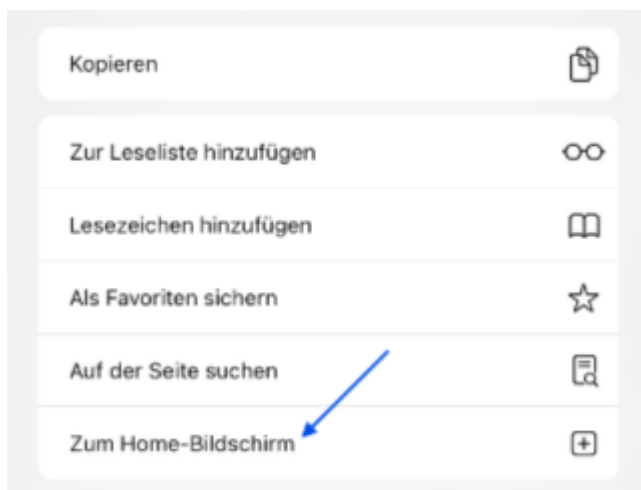 Kopieren
Zur Leseliste hinzufügen
Lesezeichen hinzufügen
Als Favoriten sichern
Auf der Seite suchen
Zum Home-Bildschirm